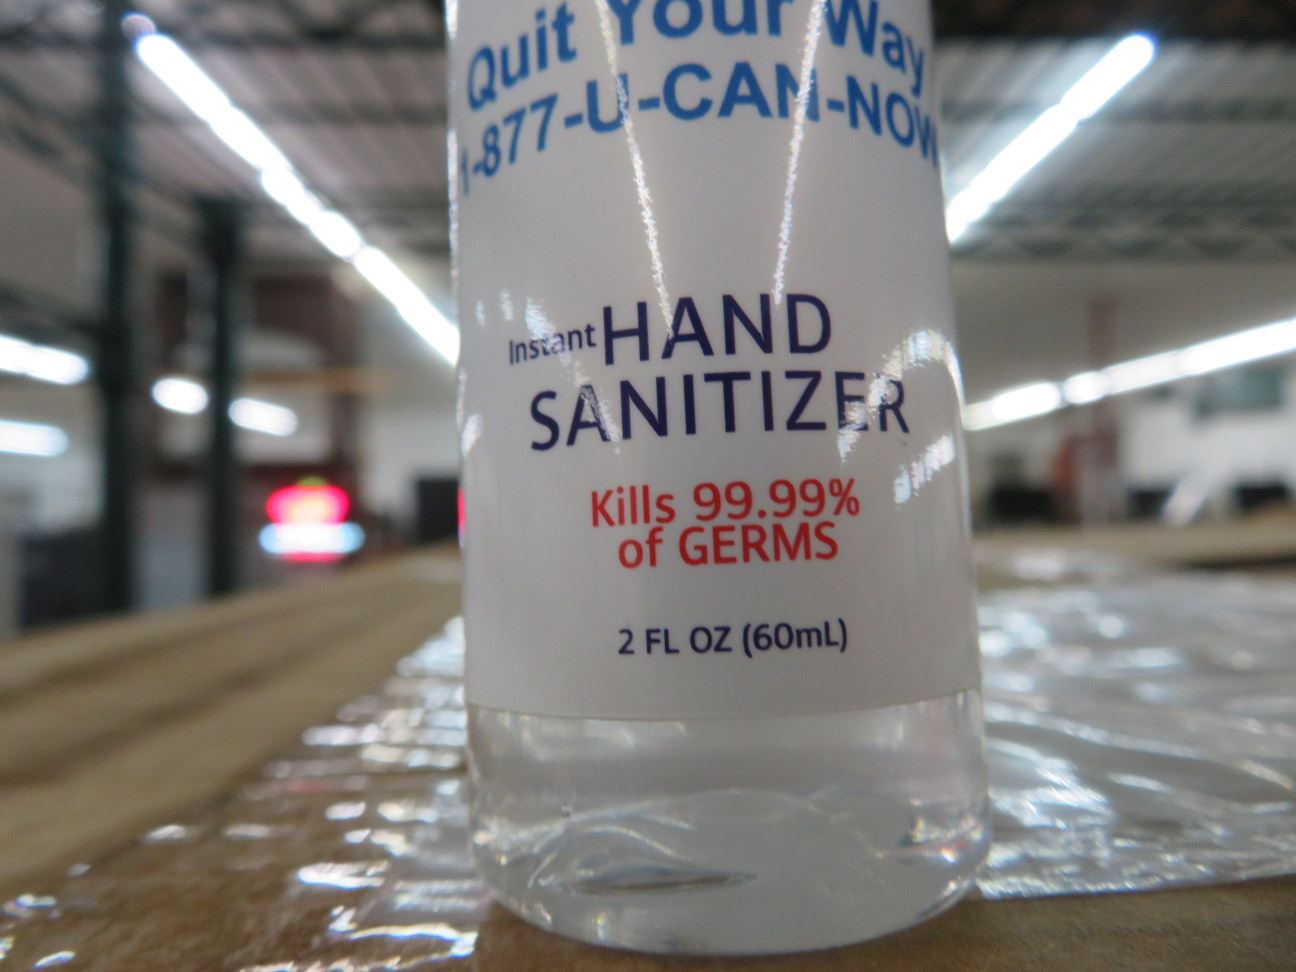 Quit Your Way
1-877-U-CAN-NOW
Instant HAND
SANITIZER
Kills 99.99%
of GERMS
2 FL OZ (60mL)